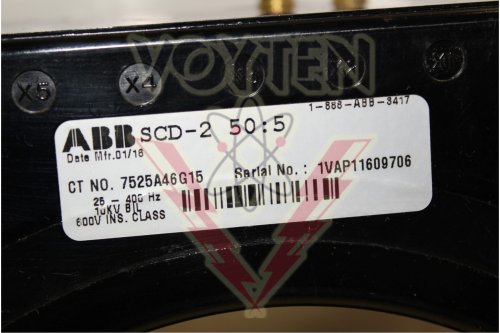 VOYTEN
X5
X4
ABB SCD-2 50:5
1-888-ABB-3417
Date Mfr.01/16
CT NO. 7525A46G15 Serial No.: 1VAP11609706
25 - 400 Hz
10KV BIL
600V INS. CLASS